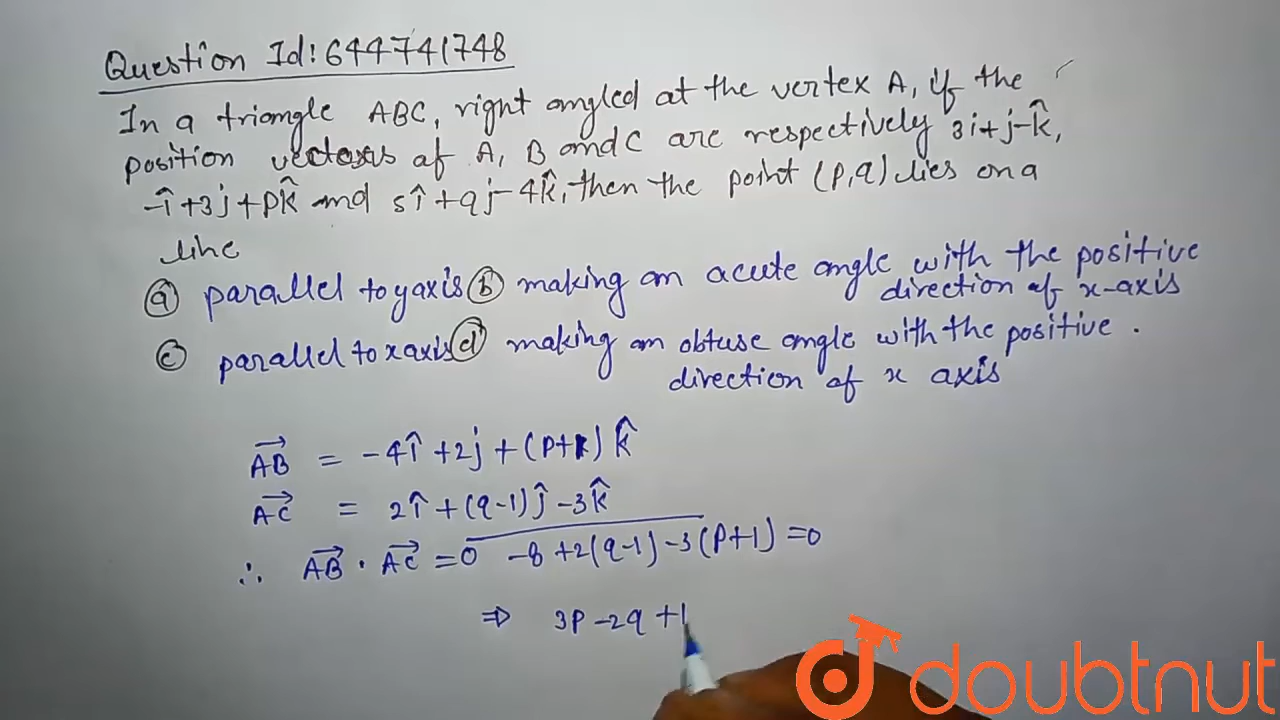 Question Id: 644741748
In a triangle ABC, right angled at the vertex A, if the
position vectors of A, B and C are respectively 3i+j-k̂,
-î+3j+pk̂ and 5î+qj-4k̂, then the point (p,q) lies on a
line
ⓐ parallel to y axis ⓑ making an acute angle with the positive
direction of x-axis
ⓒ parallel to x axis ⓓ making an obtuse angle with the positive .
direction of x axis
AB→ = -4î+2j+(p+1)k̂
AC→ = 2î+(q-1)ĵ-3k̂
∴ AB→ · AC→ = 0 -8+2(q-1)-3(p+1)=0
⇒ 3p-2q+1
doubtnut